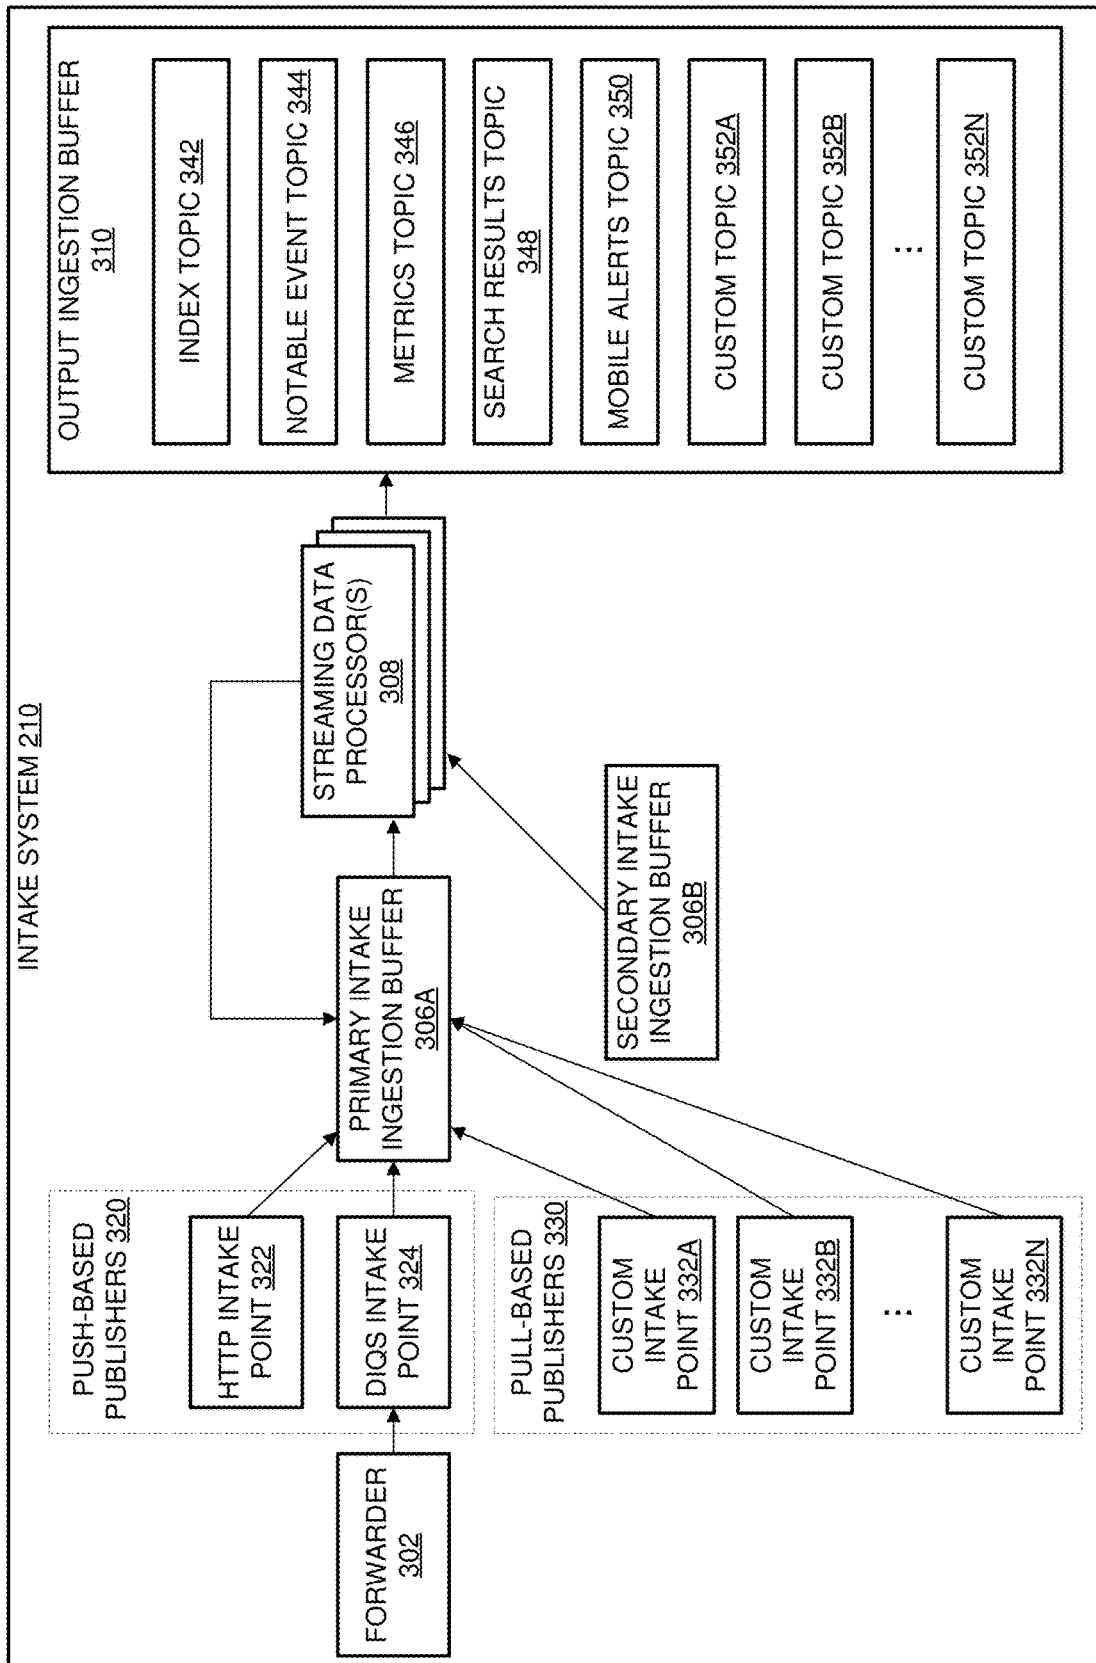 INTAKE SYSTEM 210
FORWARDER
302
PUSH-BASED
PUBLISHERS 320
HTTP INTAKE
POINT 322
DIQS INTAKE
POINT 324
PULL-BASED
PUBLISHERS 330
CUSTOM
INTAKE
POINT 332A
CUSTOM
INTAKE
POINT 332B
...
CUSTOM
INTAKE
POINT 332N
PRIMARY INTAKE
INGESTION BUFFER
306A
SECONDARY INTAKE
INGESTION BUFFER
306B
STREAMING DATA
PROCESSOR(S)
308
OUTPUT INGESTION BUFFER
310
INDEX TOPIC 342
NOTABLE EVENT TOPIC 344
METRICS TOPIC 346
SEARCH RESULTS TOPIC
348
MOBILE ALERTS TOPIC 350
CUSTOM TOPIC 352A
CUSTOM TOPIC 352B
...
CUSTOM TOPIC 352N